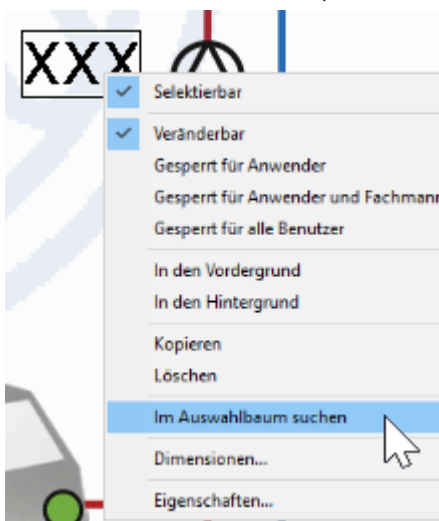 XXX
Selektierbar
Veränderbar
Gesperrt für Anwender
Gesperrt für Anwender und Fachmann
Gesperrt für alle Benutzer
In den Vordergrund
In den Hintergrund
Kopieren
Löschen
Im Auswahlbaum suchen
Dimensionen...
Eigenschaften...